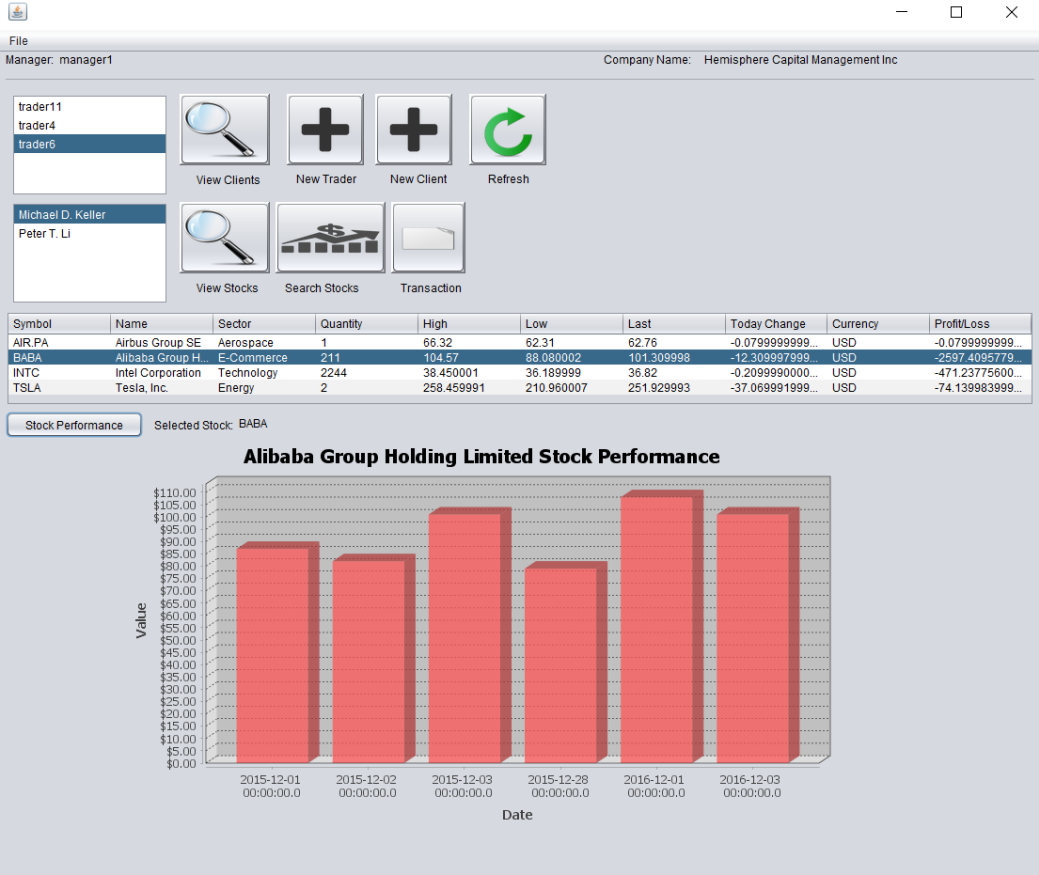 File
Manager: manager1 Company Name: Hemisphere Capital Management Inc
trader11
trader4
trader6
View Clients New Trader New Client Refresh
Michael D. Keller
Peter T. Li
View Stocks Search Stocks Transaction
Symbol Name Sector Quantity High Low Last Today Change Currency Profit/Loss
AIR.PA Airbus Group SE Aerospace 1 66.32 62.31 62.76 -0.0799999999... USD -0.0799999999...
BABA Alibaba Group H... E-Commerce 211 104.57 88.080002 101.309998 -12.309997999... USD -2597.4095779...
INTC Intel Corporation Technology 2244 38.450001 36.189999 36.82 -0.2099990000... USD -471.23775600...
TSLA Tesla, Inc. Energy 2 258.459991 210.960007 251.929993 -37.069991999... USD -74.139983999...
Stock Performance Selected Stock: BABA
Alibaba Group Holding Limited Stock Performance
$110.00
$105.00
$100.00
$95.00
$90.00
$85.00
$80.00
$75.00
$70.00
$65.00
$60.00
$55.00
$50.00
$45.00
$40.00
$35.00
$30.00
$25.00
$20.00
$15.00
$10.00
$5.00
$0.00
Value
2015-12-01 2015-12-02 2015-12-03 2015-12-28 2016-12-01 2016-12-03
00:00:00.0 00:00:00.0 00:00:00.0 00:00:00.0 00:00:00.0 00:00:00.0
Date